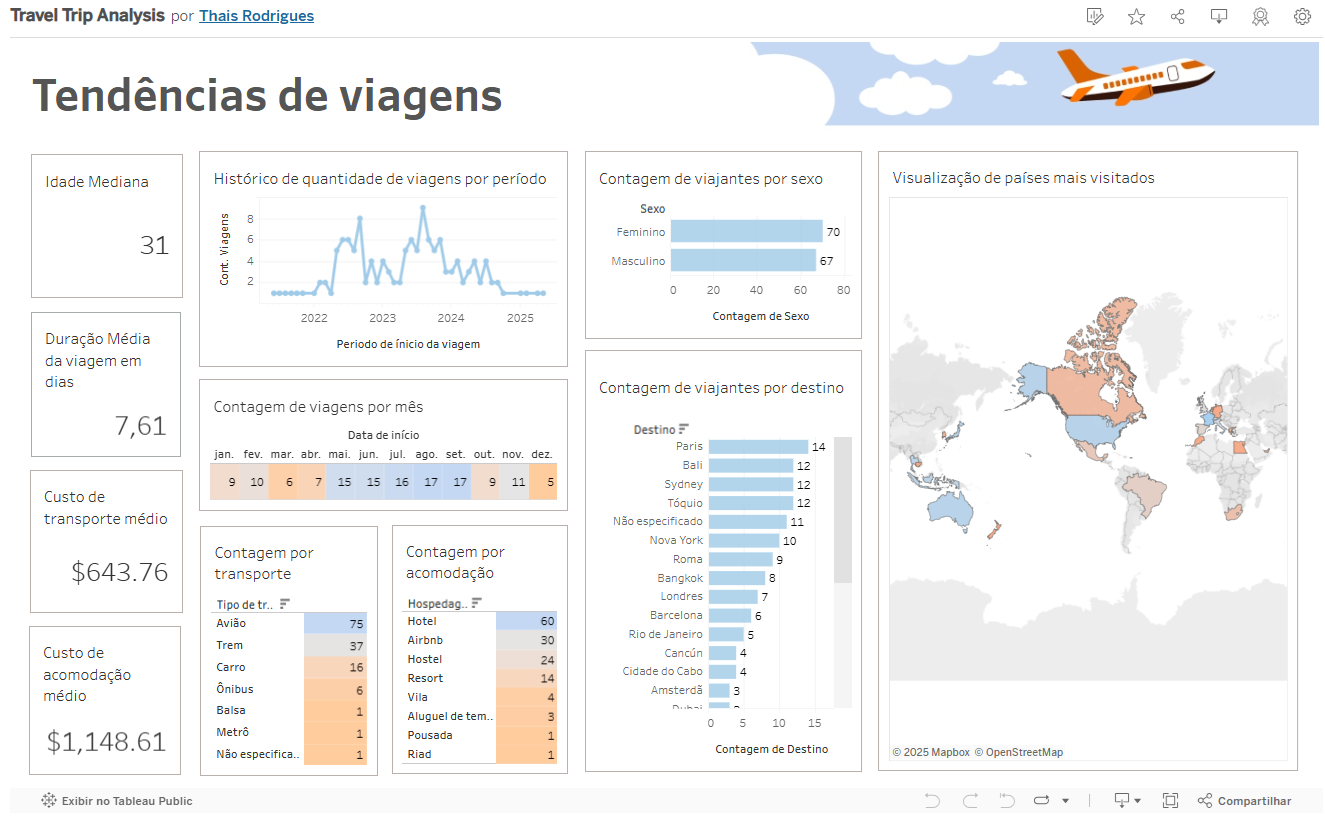 Travel Trip Analysis por Thais Rodrigues
Tendências de viagens
Idade Mediana
31
Duração Média
da viagem em
dias
7,61
Custo de
transporte médio
$643.76
Custo de
acomodação
médio
$1,148.61
Histórico de quantidade de viagens por período
Cont. Viagens
8
6
4
2
2022 2023 2024 2025
Periodo de ínicio da viagem
Contagem de viagens por mês
Data de início
jan. fev. mar. abr. mai. jun. jul. ago. set. out. nov. dez.
9 10 6 7 15 15 16 17 17 9 11 5
Contagem por
transporte
Tipo de tr..
Avião 75
Trem 37
Carro 16
Ônibus 6
Balsa 1
Metrô 1
Não especifica.. 1
Contagem por
acomodação
Hospedag..
Hotel 60
Airbnb 30
Hostel 24
Resort 14
Vila 4
Aluguel de tem.. 3
Pousada 1
Riad 1
Contagem de viajantes por sexo
Sexo
Feminino 70
Masculino 67
0 20 40 60 80
Contagem de Sexo
Contagem de viajantes por destino
Destino
Paris 14
Bali 12
Sydney 12
Tóquio 12
Não especificado 11
Nova York 10
Roma 9
Bangkok 8
Londres 7
Barcelona 6
Rio de Janeiro 5
Cancún 4
Cidade do Cabo 4
Amsterdã 3
0 5 10 15
Contagem de Destino
Visualização de países mais visitados
© 2025 Mapbox © OpenStreetMap
Exibir no Tableau Public
Compartilhar